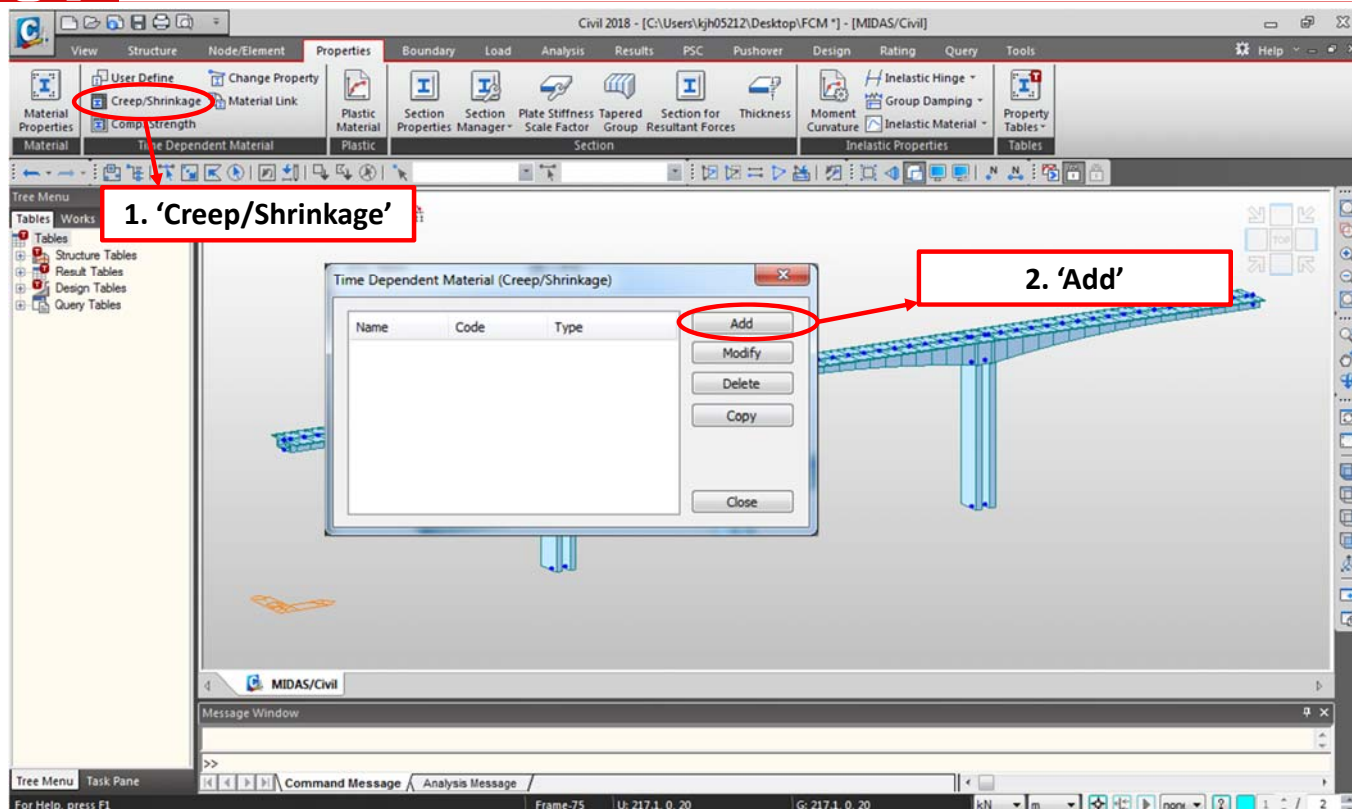 Civil 2018 - [C:\Users\kjh05212\Desktop\FCM *] - [MIDAS/Civil]
View Structure Node/Element Properties Boundary Load Analysis Results PSC Pushover Design Rating Query Tools Help
User Define Change Property Inelastic Hinge
Creep/Shrinkage Material Link Group Damping
Comp. Strength Inelastic Material
Material Properties
Plastic Material
Section Properties
Section Manager
Plate Stiffness Scale Factor
Tapered Group
Section for Resultant Forces
Thickness
Moment Curvature
Property Tables
Material Time Dependent Material Plastic Section Inelastic Properties Tables
Tree Menu
Tables Works
1. ‘Creep/Shrinkage’
Tables
Structure Tables
Result Tables
Design Tables
Query Tables
TOP
Time Dependent Material (Creep/Shrinkage)
2. ‘Add’
Name Code Type
Add
Modify
Delete
Copy
Close
MIDAS/Civil
Message Window
>>
Tree Menu Task Pane
Command Message Analysis Message
For Help, press F1 Frame-75 U: 217.1, 0, 20 G: 217.1, 0, 20 kN m non 1 / 2